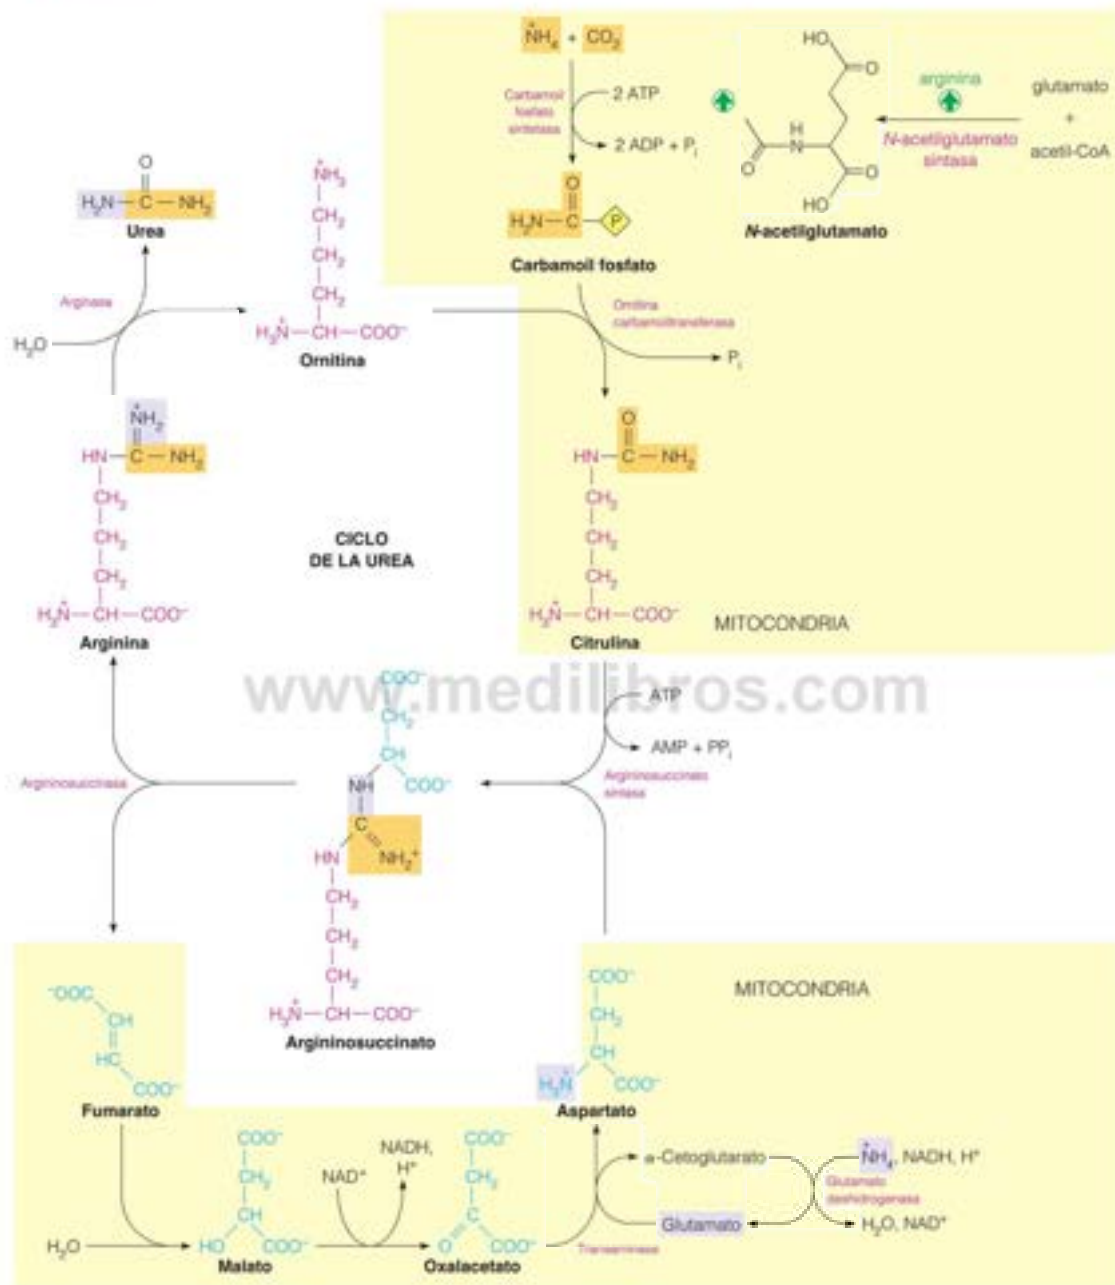 NH₄⁺ + CO₂
Carbamoil
fosfato
sintetasa
2 ATP
2 ADP + Pᵢ
H₂N—C—P
O
Carbamoil fosfato
HO
O
H
N
O
O
HO
N-acetilglutamato
arginina
N-acetilglutamato
sintasa
glutamato
+
acetil-CoA
O
H₂N—C—NH₂
Urea
Arginasa
H₂O
⁺NH₃
CH₂
CH₂
CH₂
H₃N⁺—CH—COO⁻
Ornitina
Ornitina
carbamoiltransferasa
Pᵢ
⁺NH₂
HN—C—NH₂
CH₂
CH₂
CH₂
H₃N⁺—CH—COO⁻
Arginina
CICLO
DE LA UREA
O
HN—C—NH₂
CH₂
CH₂
CH₂
H₃N⁺—CH—COO⁻
Citrulina
MITOCONDRIA
www.medilibros.com
ATP
AMP + PPᵢ
Argininosuccinato
sintasa
Argininosuccinasa
COO⁻
CH₂
CH
COO⁻
NH
C
HN
NH₂⁺
CH₂
CH₂
CH₂
H₃N⁺—CH—COO⁻
Argininosuccinato
⁻OOC
CH
HC
COO⁻
Fumarato
H₂O
COO⁻
CH₂
CH
HO
COO⁻
Malato
NAD⁺
NADH,
H⁺
COO⁻
CH₂
C
O
COO⁻
Oxalacetato
Transaminasa
MITOCONDRIA
COO⁻
CH₂
CH
H₃N⁺
COO⁻
Aspartato
α-Cetoglutarato
Glutamato
⁺NH₄, NADH, H⁺
Glutamato
deshidrogenasa
H₂O, NAD⁺